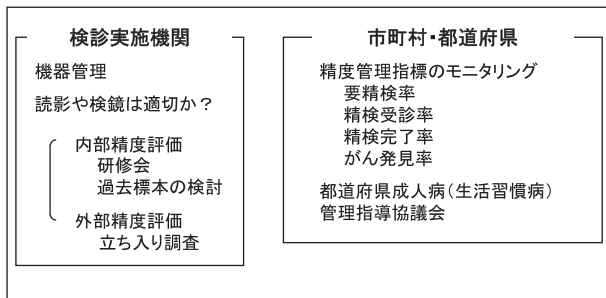 検診実施機関
機器管理
読影や検鏡は適切か？
内部精度評価
研修会
過去標本の検討
外部精度評価
立ち入り調査
市町村・都道府県
精度管理指標のモニタリング
要精検率
精検受診率
精検完了率
がん発見率
都道府県成人病（生活習慣病）
管理指導協議会